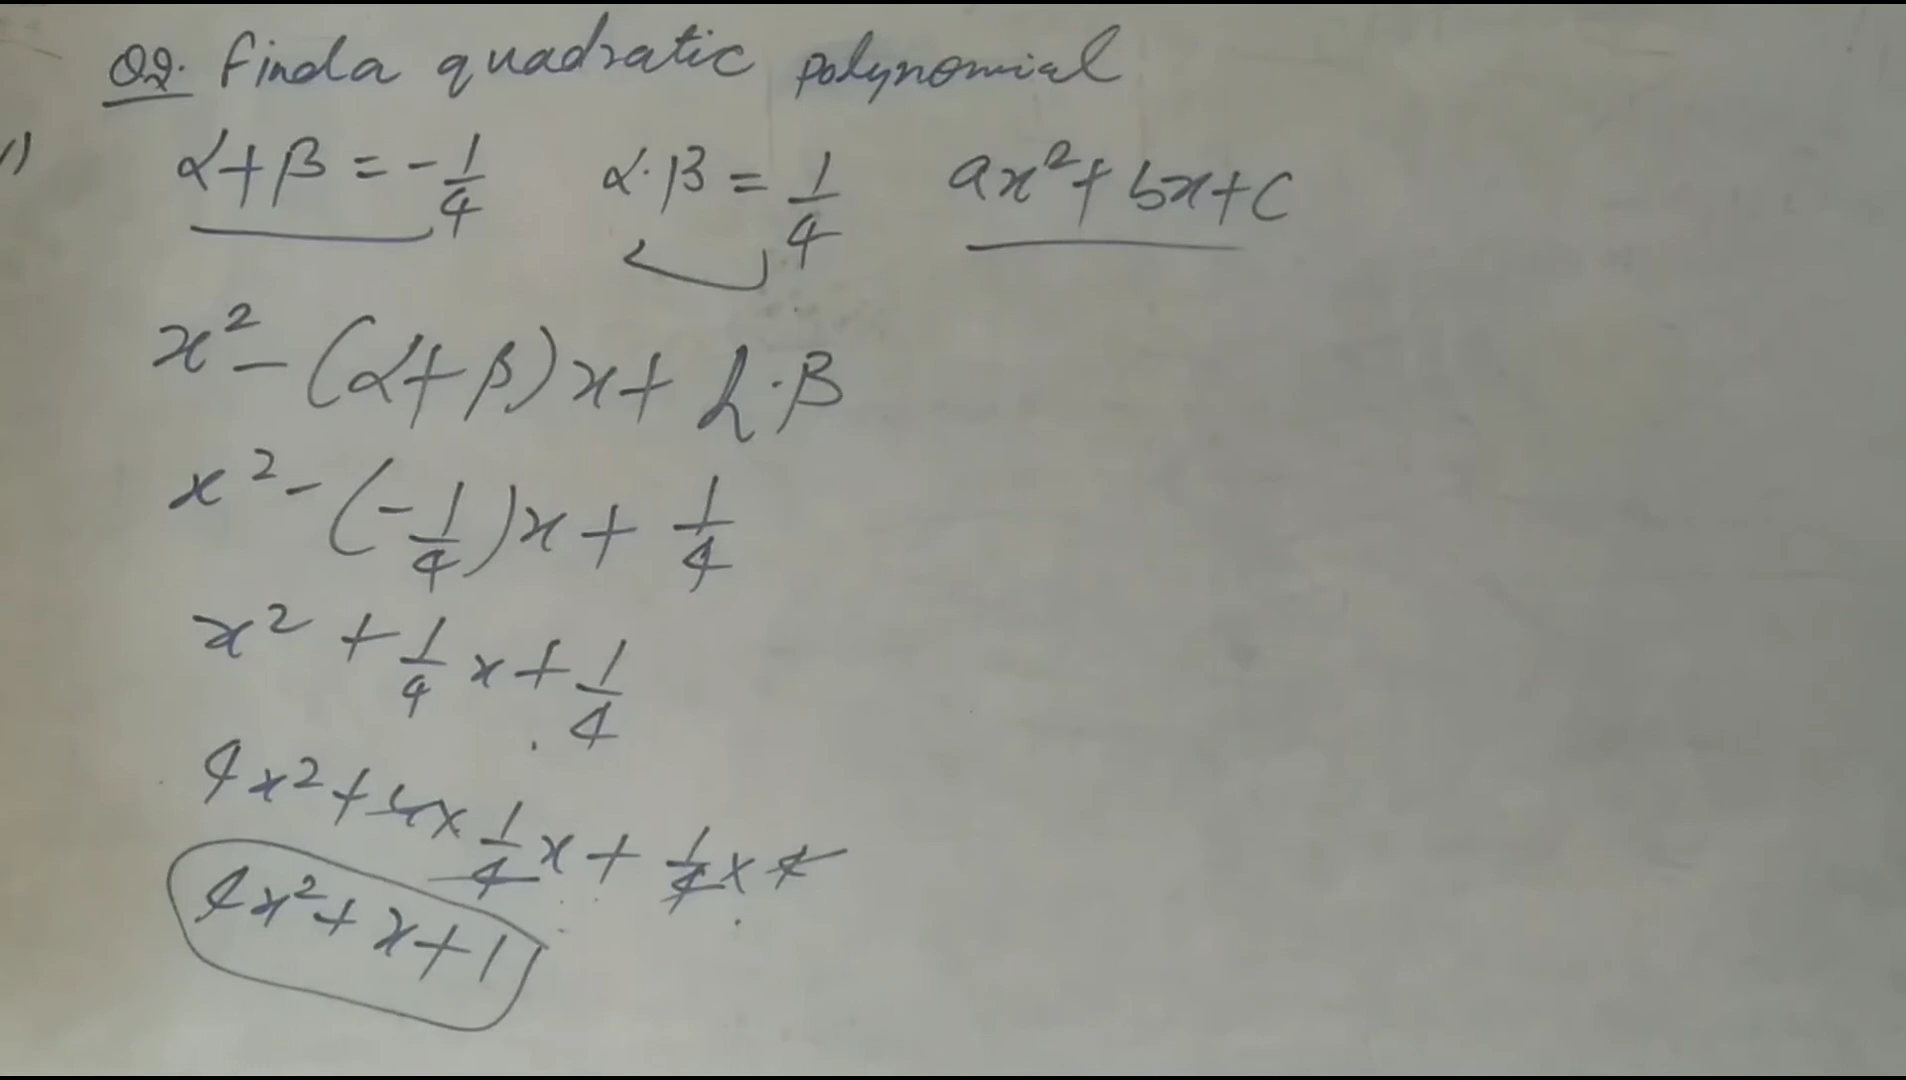 Q2. Find a quadratic polynomial
1) α+β = -1/4 α·β = 1/4 ax²+bx+c
x² - (α+β)x + α·β
x² - (-1/4)x + 1/4
x² + 1/4 x + 1/4
4x² + 4x × 1/4 x + 1/4 × 4
4x² + x + 1